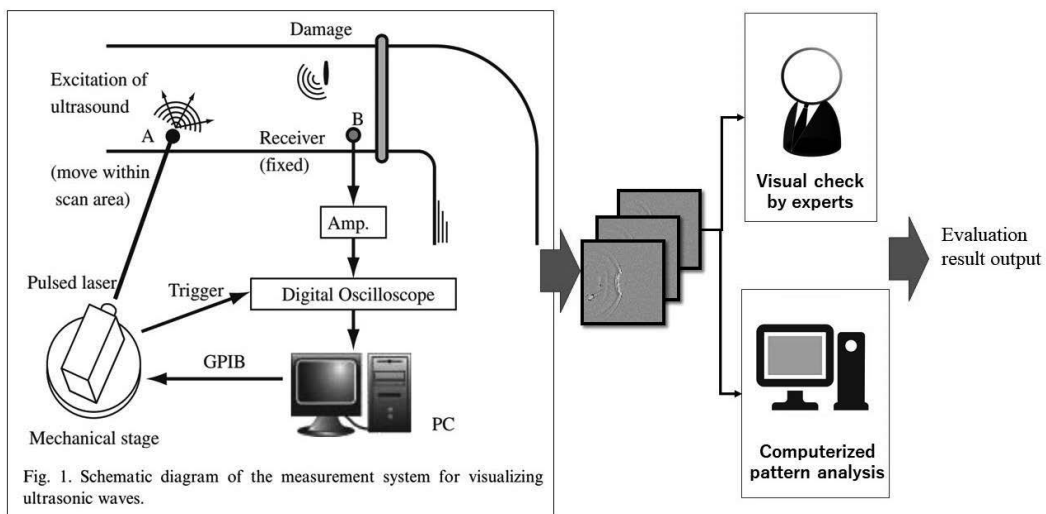 Damage
Excitation of
ultrasound
A
B
Receiver
(fixed)
(move within
scan area)
Amp.
Pulsed laser
Trigger
Digital Oscilloscope
GPIB
PC
Mechanical stage
Fig. 1. Schematic diagram of the measurement system for visualizing
ultrasonic waves.
Visual check
by experts
Computerized
pattern analysis
Evaluation
result output